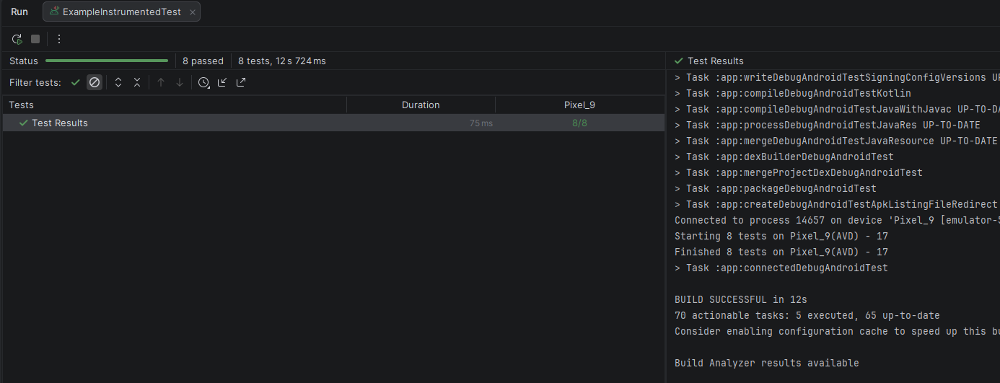 Run ExampleInstrumentedTest
Status 8 passed 8 tests, 12 s 724 ms
Filter tests:
Tests Duration Pixel_9
Test Results 75 ms 8/8
Test Results
> Task :app:writeDebugAndroidTestSigningConfigVersions
> Task :app:compileDebugAndroidTestKotlin
> Task :app:compileDebugAndroidTestJavaWithJavac
> Task :app:processDebugAndroidTestJavaRes UP-TO-DATE
> Task :app:mergeDebugAndroidTestJavaResource UP-TO-DATE
> Task :app:dexBuilderDebugAndroidTest
> Task :app:mergeProjectDexDebugAndroidTest
> Task :app:packageDebugAndroidTest
> Task :app:createDebugAndroidTestApkListingFileRedirect
Connected to process 14657 on device 'Pixel_9
Starting 8 tests on Pixel_9(AVD) - 17
Finished 8 tests on Pixel_9(AVD) - 17
> Task :app:connectedDebugAndroidTest
BUILD SUCCESSFUL in 12s
70 actionable tasks: 5 executed, 65 up-to-date
Consider enabling configuration cache to speed up this
Build Analyzer results available